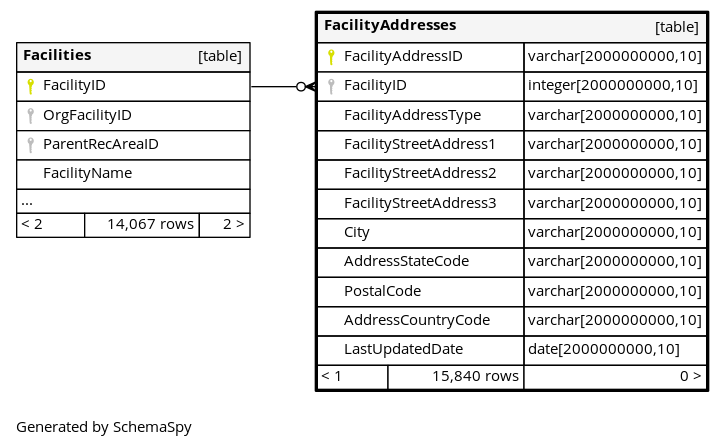 Facilities [table]
FacilityID
OrgFacilityID
ParentRecAreaID
FacilityName
...
< 2 14,067 rows 2 >
FacilityAddresses [table]
FacilityAddressID varchar[2000000000,10]
FacilityID integer[2000000000,10]
FacilityAddressType varchar[2000000000,10]
FacilityStreetAddress1 varchar[2000000000,10]
FacilityStreetAddress2 varchar[2000000000,10]
FacilityStreetAddress3 varchar[2000000000,10]
City varchar[2000000000,10]
AddressStateCode varchar[2000000000,10]
PostalCode varchar[2000000000,10]
AddressCountryCode varchar[2000000000,10]
LastUpdatedDate date[2000000000,10]
< 1 15,840 rows 0 >
Generated by SchemaSpy